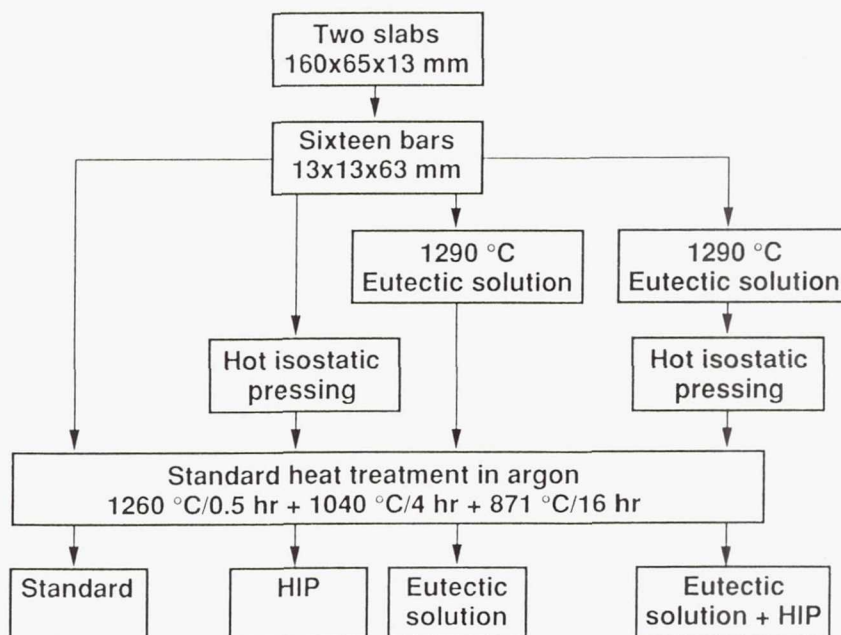 Two slabs
160x65x13 mm
Sixteen bars
13x13x63 mm
1290 °C
Eutectic solution
1290 °C
Eutectic solution
Hot isostatic
pressing
Hot isostatic
pressing
Standard heat treatment in argon
1260 °C/0.5 hr + 1040 °C/4 hr + 871 °C/16 hr
Standard
HIP
Eutectic
solution
Eutectic
solution + HIP